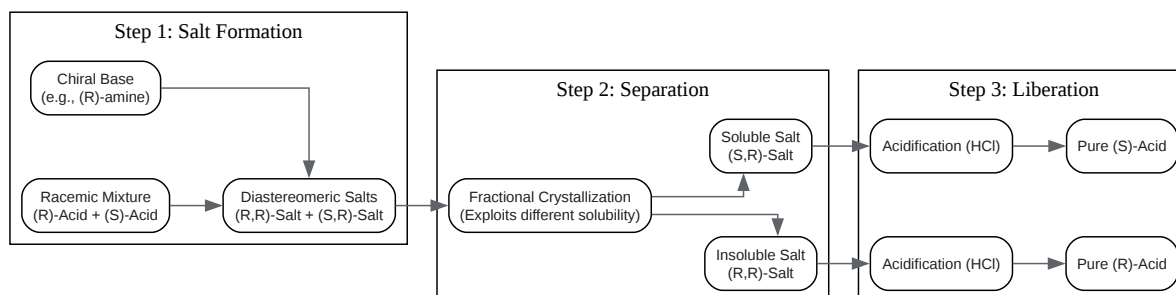 Step 1: Salt Formation
Chiral Base
(e.g., (R)-amine)
Racemic Mixture
(R)-Acid + (S)-Acid
Diastereomeric Salts
(R,R)-Salt + (S,R)-Salt
Step 2: Separation
Fractional Crystallization
(Exploits different solubility)
Soluble Salt
(S,R)-Salt
Insoluble Salt
(R,R)-Salt
Step 3: Liberation
Acidification (HCl)
Pure (S)-Acid
Acidification (HCl)
Pure (R)-Acid